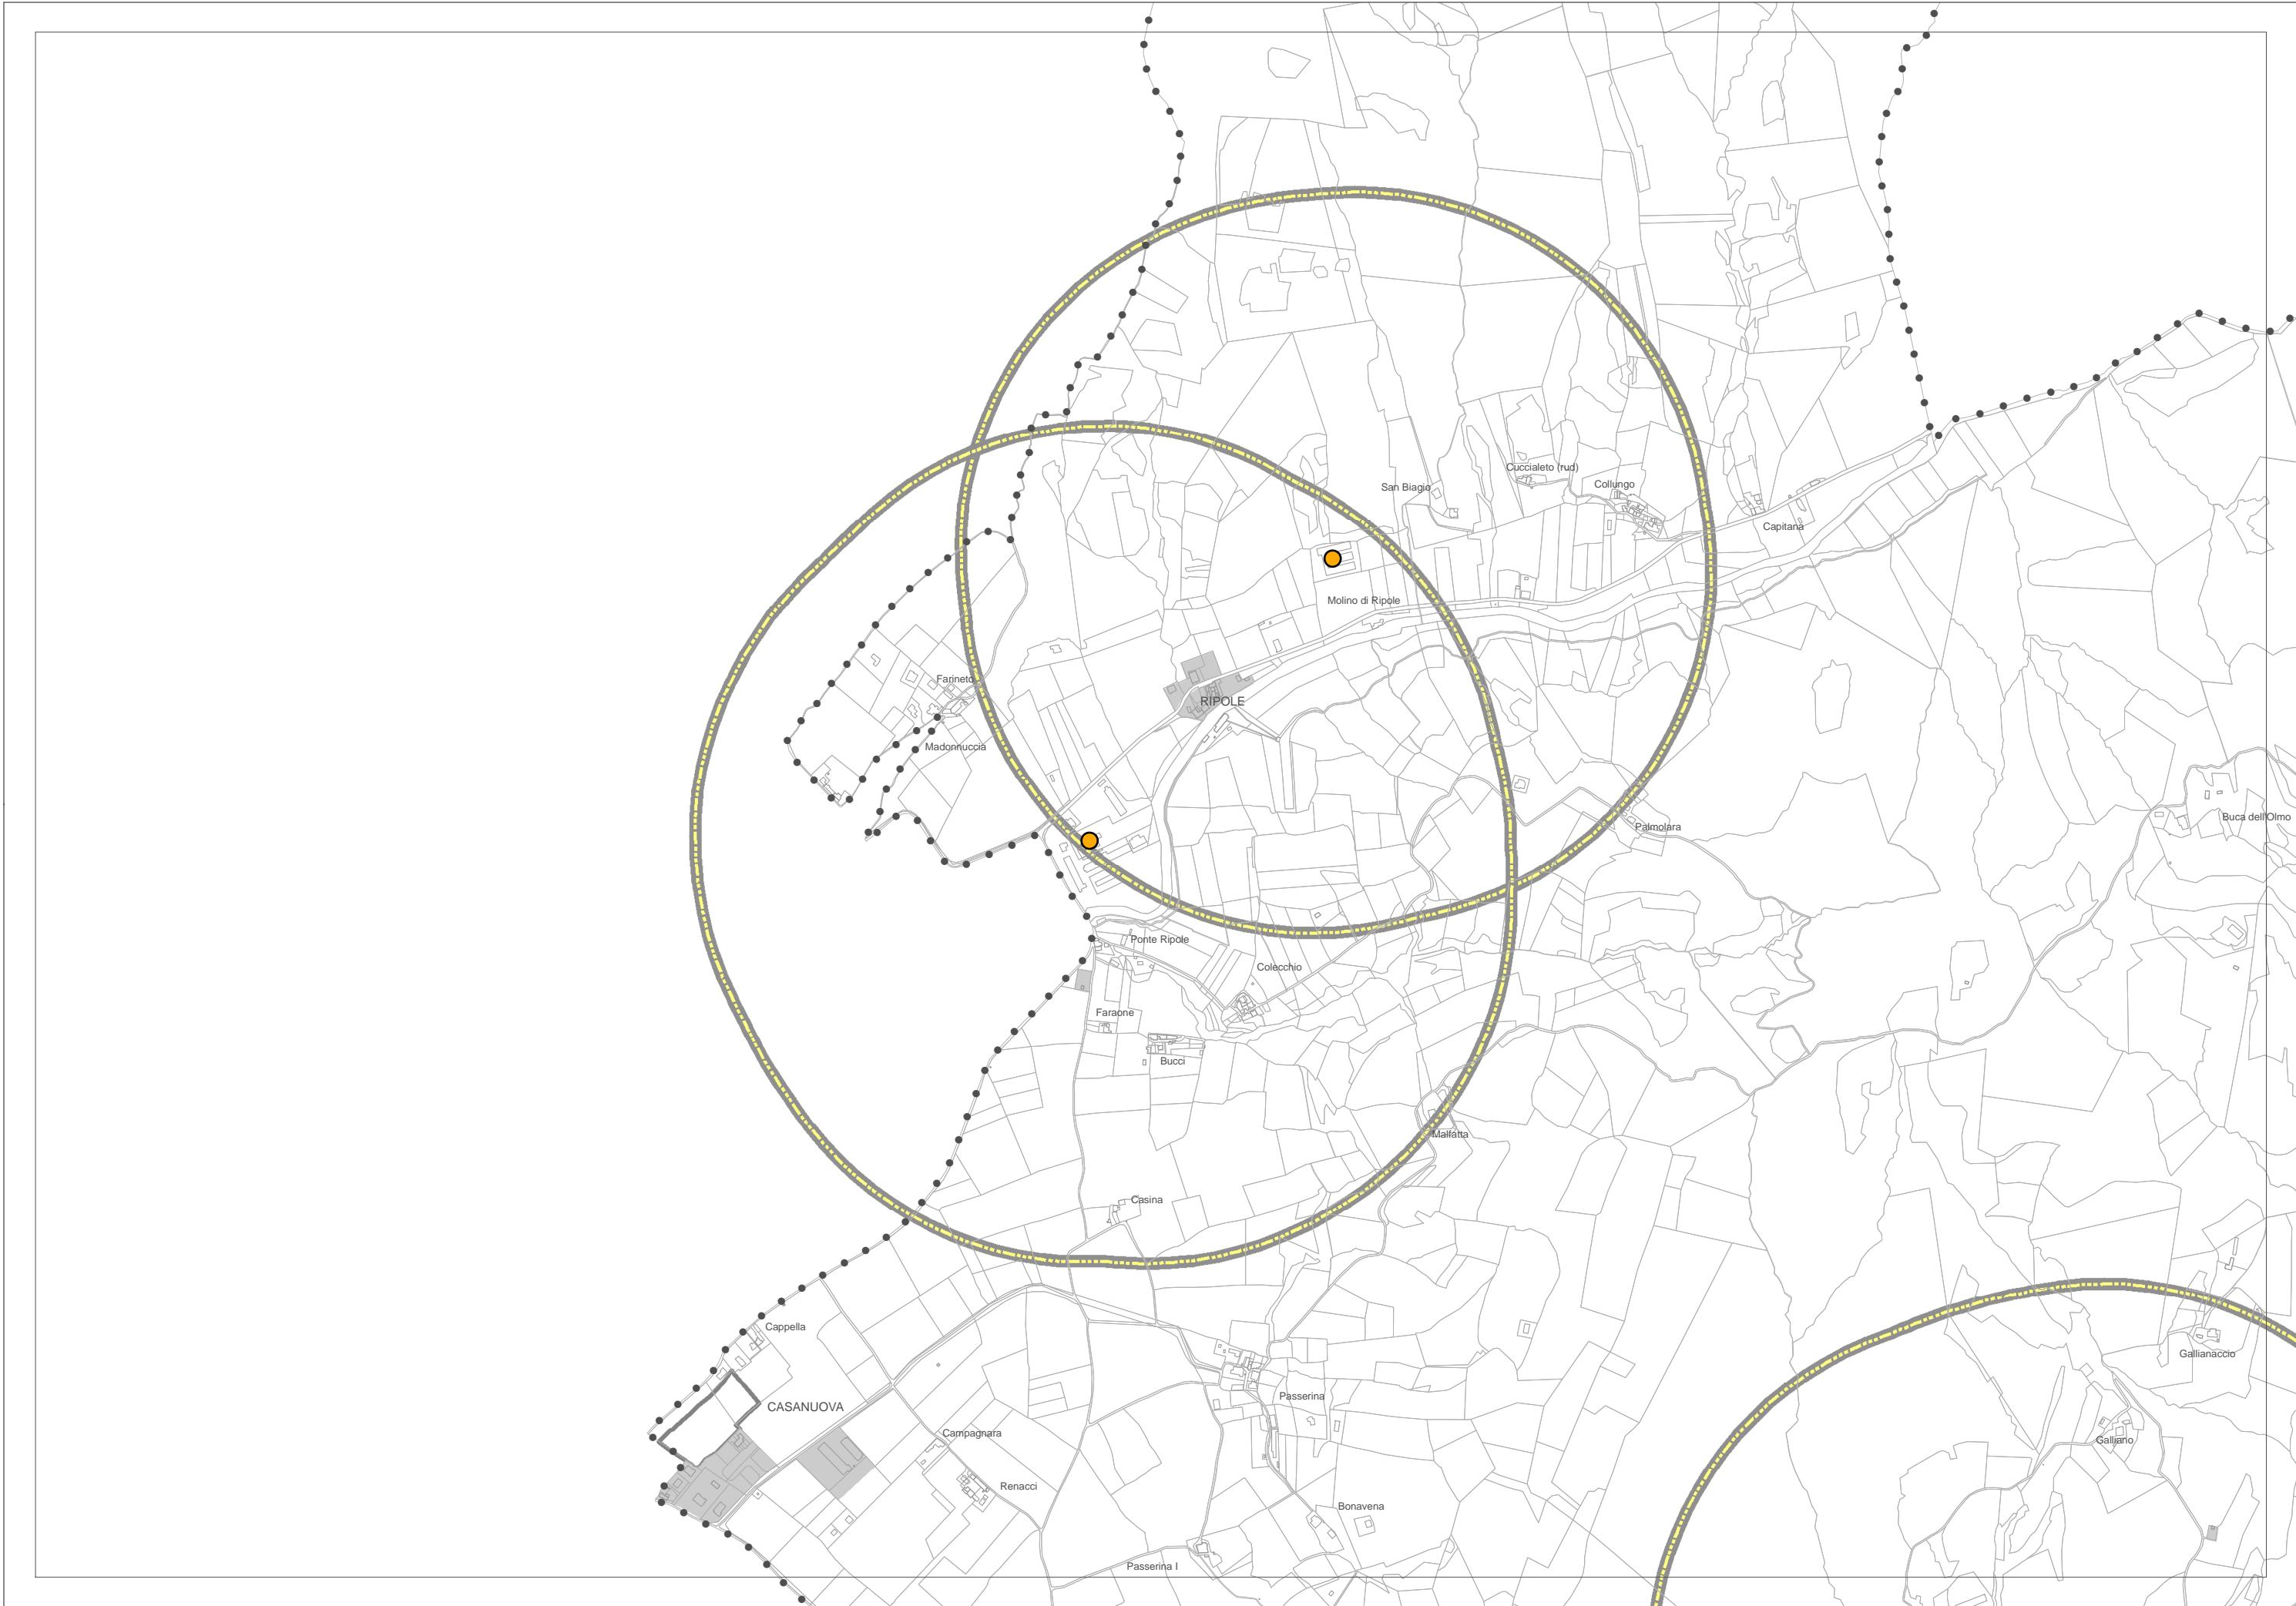 Cuccialeto (rud)
Collungo
San Biagio
Capitana
Molino di Ripole
Farineto
RIPOLE
Madonnuccia
Palmolara
Buca dell'Olmo
Ponte Ripole
Colecchio
Faraone
Bucci
Malfatta
Casina
Cappella
Gallianaccio
Passerina
CASANUOVA
Campagnara
Galliano
Renacci
Bonavena
Passerina I